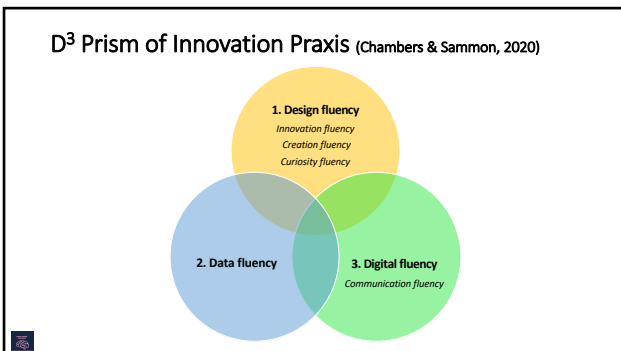 D³ Prism of Innovation Praxis (Chambers & Sammon, 2020)
1. Design fluency
Innovation fluency
Creation fluency
Curiosity fluency
2. Data fluency
3. Digital fluency
Communication fluency